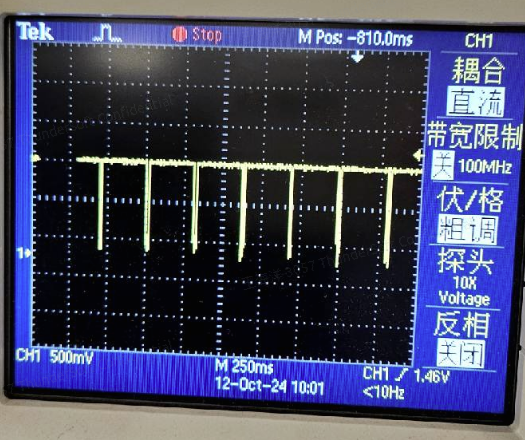 Tek
Stop
M Pos: -810.0ms
CH1
耦合
直流
带宽限制
关 100MHz
伏/格
粗调
探头
10X
Voltage
反相
关闭
1
CH1 500mV
M 250ms
CH1 / 1.46V
12-Oct-24 10:01
<10Hz